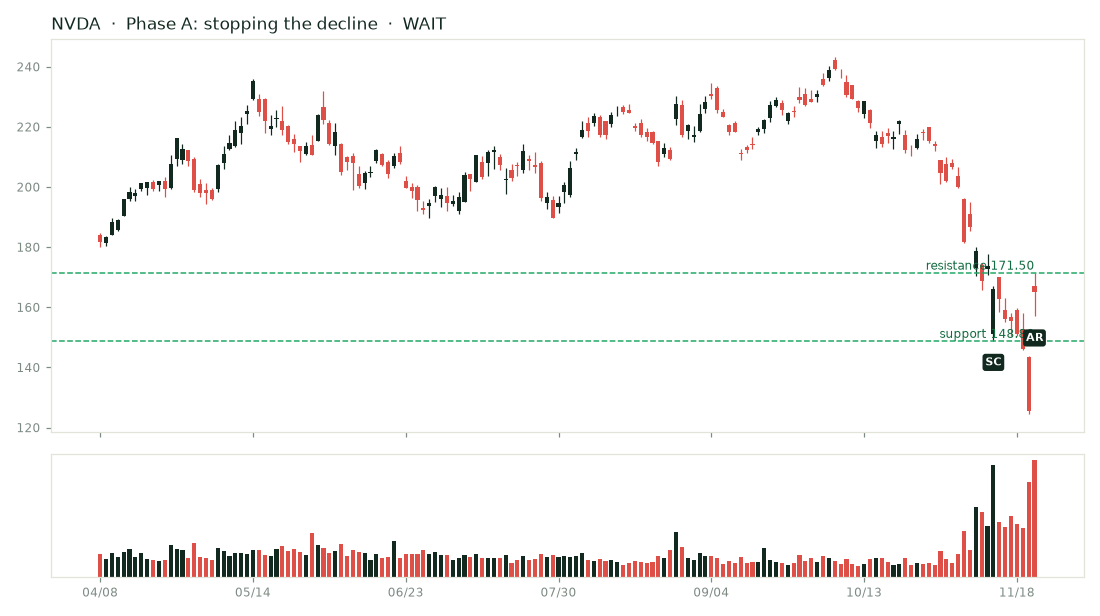 NVDA · Phase A: stopping the decline · WAIT
240
220
200
180
160
140
120
resistance 171.50
support 148.
AR
SC
04/08
05/14
06/23
07/30
09/04
10/13
11/18